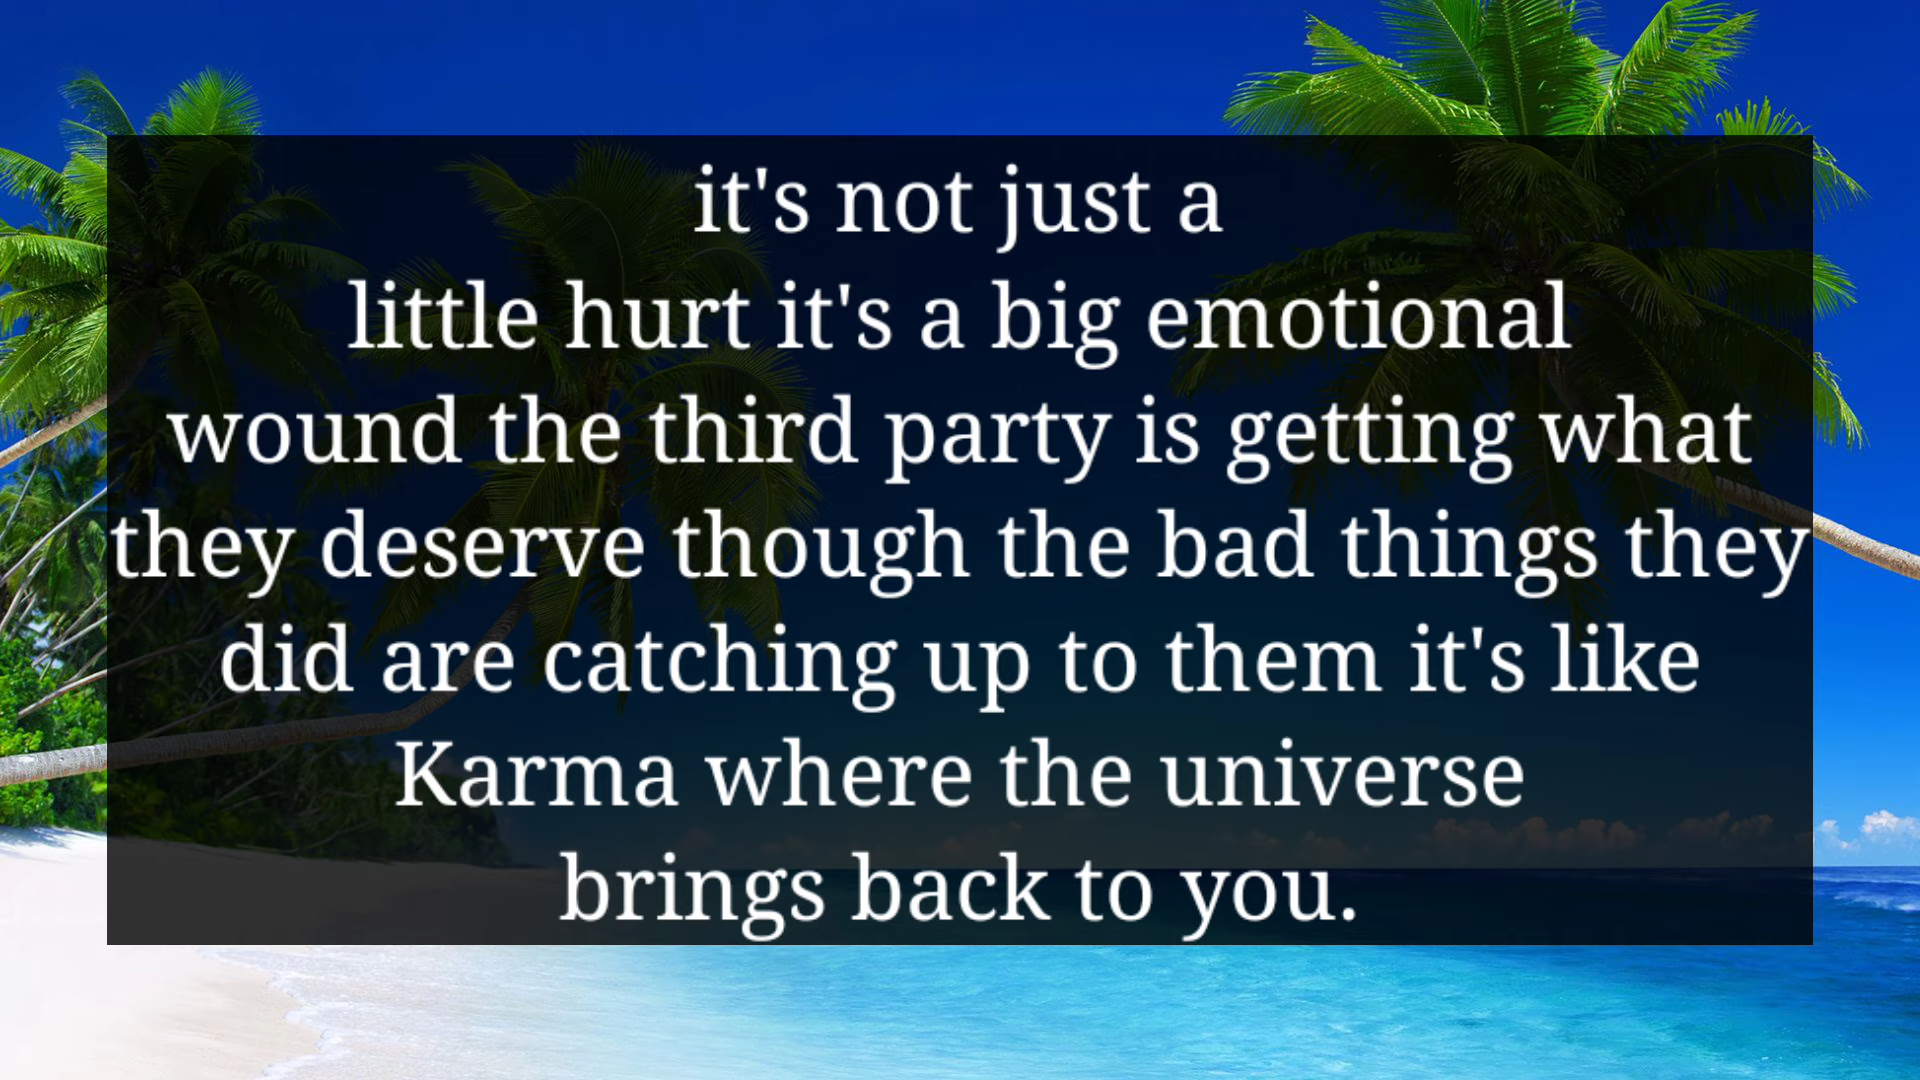 it's not just a
little hurt it's a big emotional
wound the third party is getting what
they deserve though the bad things they
did are catching up to them it's like
Karma where the universe
brings back to you.